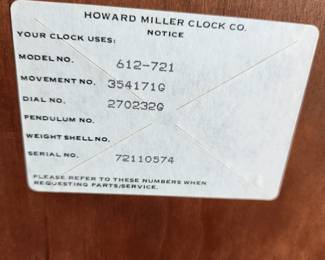 HOWARD MILLER CLOCK CO.
NOTICE
YOUR CLOCK USES:
MODEL NO. 612-721
MOVEMENT NO. 354171G
DIAL NO. 270232G
PENDULUM NO.
WEIGHT SHELL NO.
SERIAL NO. 72110574
PLEASE REFER TO THESE NUMBERS WHEN
REQUESTING PARTS/SERVICE.